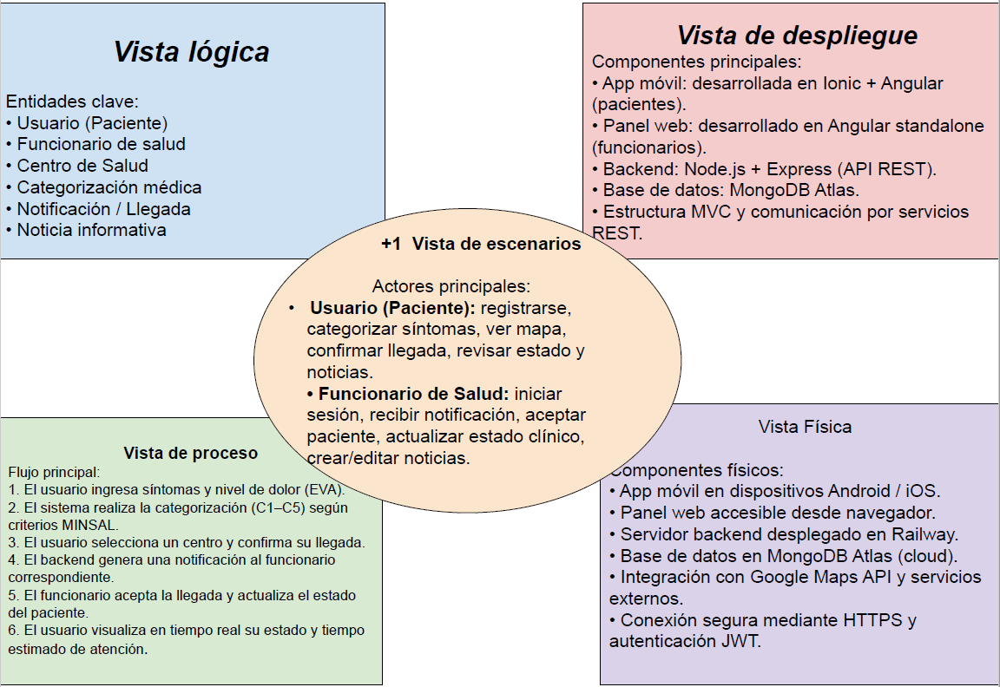 Vista lógica
Entidades clave:
• Usuario (Paciente)
• Funcionario de salud
• Centro de Salud
• Categorización médica
• Notificación / Llegada
• Noticia informativa
Vista de despliegue
Componentes principales:
• App móvil: desarrollada en Ionic + Angular
(pacientes).
• Panel web: desarrollado en Angular standalone
(funcionarios).
• Backend: Node.js + Express (API REST).
• Base de datos: MongoDB Atlas.
• Estructura MVC y comunicación por servicios
REST.
+1 Vista de escenarios
Actores principales:
• Usuario (Paciente): registrarse,
categorizar síntomas, ver mapa,
confirmar llegada, revisar estado y
noticias.
• Funcionario de Salud: iniciar
sesión, recibir notificación, aceptar
paciente, actualizar estado clínico,
crear/editar noticias.
Vista de proceso
Flujo principal:
1. El usuario ingresa síntomas y nivel de dolor (EVA).
2. El sistema realiza la categorización (C1–C5) según
criterios MINSAL.
3. El usuario selecciona un centro y confirma su llegada.
4. El backend genera una notificación al funcionario
correspondiente.
5. El funcionario acepta la llegada y actualiza el estado
del paciente.
6. El usuario visualiza en tiempo real su estado y tiempo
estimado de atención.
Vista Física
Componentes físicos:
• App móvil en dispositivos Android / iOS.
• Panel web accesible desde navegador.
• Servidor backend desplegado en Railway.
• Base de datos en MongoDB Atlas (cloud).
• Integración con Google Maps API y servicios
externos.
• Conexión segura mediante HTTPS y
autenticación JWT.